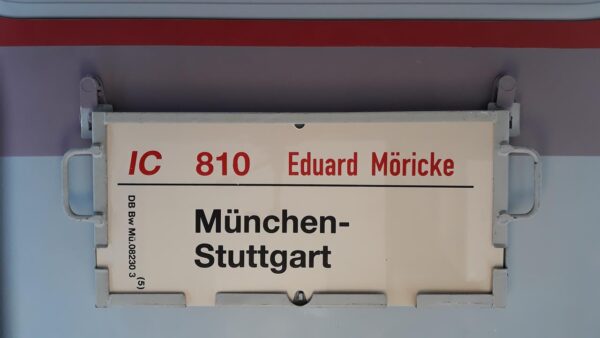 IC 810 Eduard Möricke
München-
Stuttgart
DB Bw Mü.08230 3
(5)